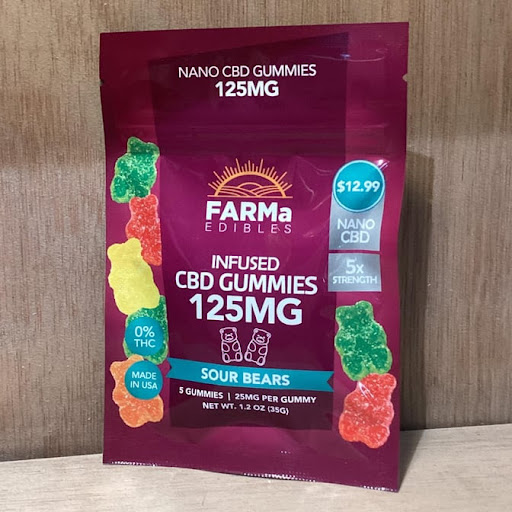 NANO CBD GUMMIES
125MG
$12.99
FARMa
EDIBLES
NANO
CBD
INFUSED
CBD GUMMIES
125MG
5x
STRENGTH
0%
THC
MADE
IN USA
SOUR BEARS
5 GUMMIES | 25MG PER GUMMY
NET WT. 1.2 OZ (35G)